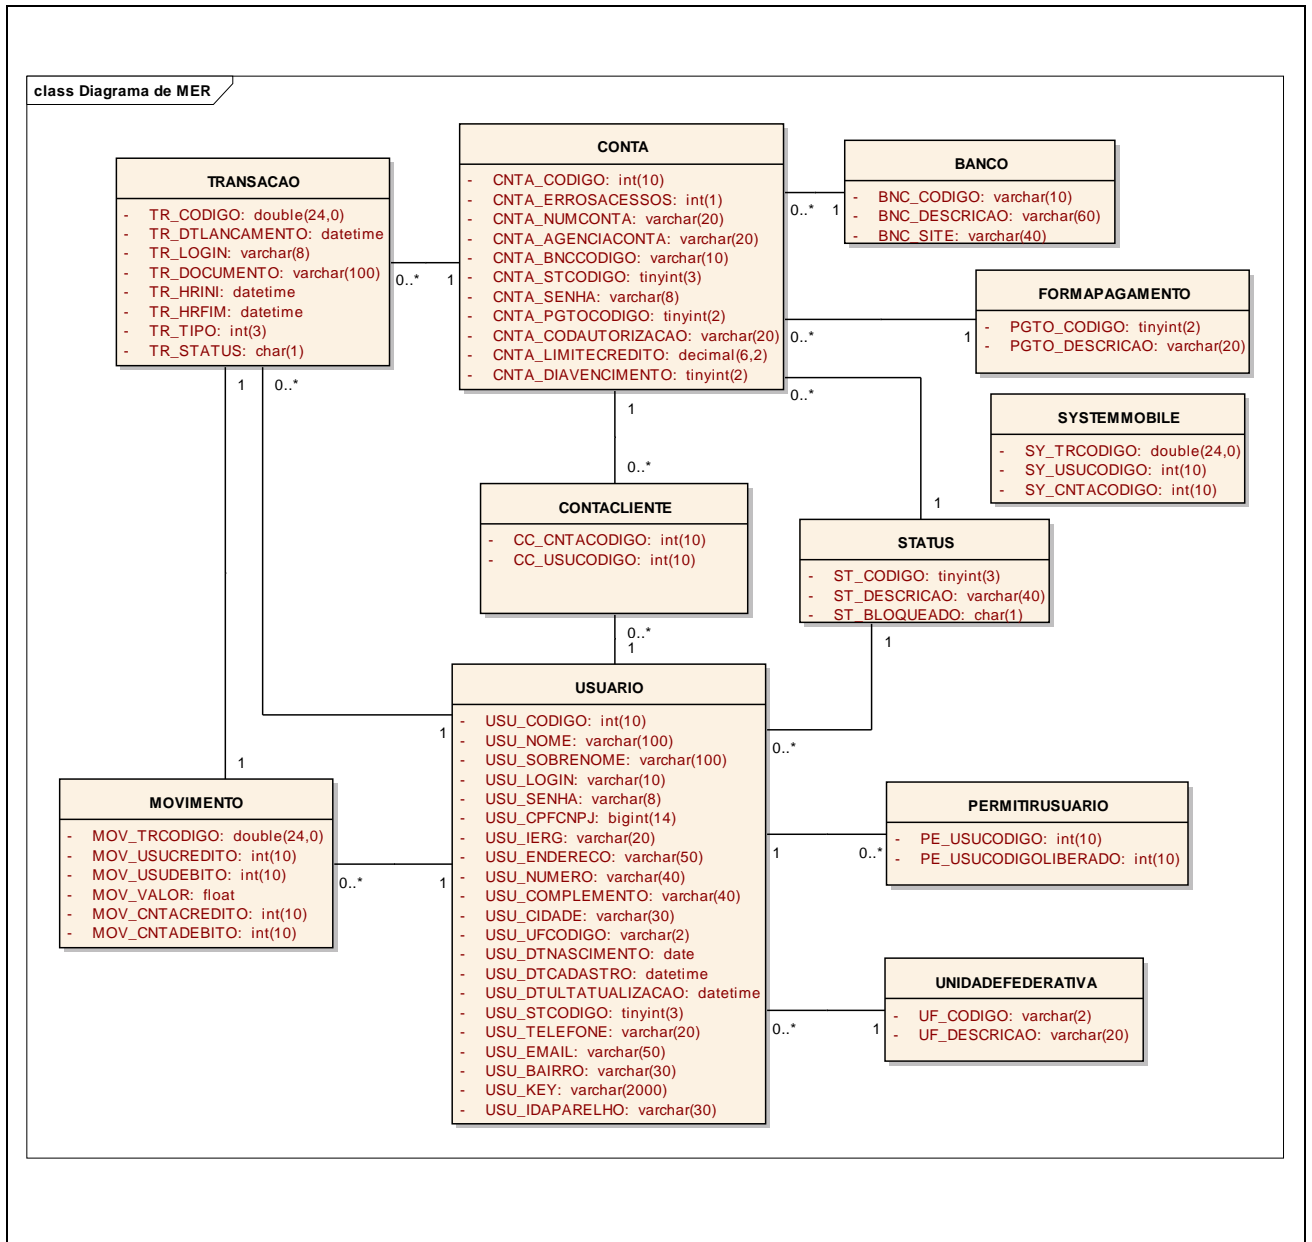 class Diagrama de MER
TRANSACAO
- TR_CODIGO: double(24,0)
- TR_DTLANCAMENTO: datetime
- TR_LOGIN: varchar(8)
- TR_DOCUMENTO: varchar(100)
- TR_HRINI: datetime
- TR_HRFIM: datetime
- TR_TIPO: int(3)
- TR_STATUS: char(1)
0..*
1
CONTA
- CNTA_CODIGO: int(10)
- CNTA_ERROSACESSOS: int(1)
- CNTA_NUMCONTA: varchar(20)
- CNTA_AGENCIACONTA: varchar(20)
- CNTA_BNCCODIGO: varchar(10)
- CNTA_STCODIGO: tinyint(3)
- CNTA_SENHA: varchar(8)
- CNTA_PGTOCODIGO: tinyint(2)
- CNTA_CODAUTORIZACAO: varchar(20)
- CNTA_LIMITECREDITO: decimal(6,2)
- CNTA_DIAVENCIMENTO: tinyint(2)
0..*
1
BANCO
- BNC_CODIGO: varchar(10)
- BNC_DESCRICAO: varchar(60)
- BNC_SITE: varchar(40)
0..*
1
FORMAPAGAMENTO
- PGTO_CODIGO: tinyint(2)
- PGTO_DESCRICAO: varchar(20)
1
0..*
1
0..*
SYSTEMMOBILE
- SY_TRCODIGO: double(24,0)
- SY_USUCODIGO: int(10)
- SY_CNTACODIGO: int(10)
0..*
1
CONTACLIENTE
- CC_CNTACODIGO: int(10)
- CC_USUCODIGO: int(10)
STATUS
- ST_CODIGO: tinyint(3)
- ST_DESCRICAO: varchar(40)
- ST_BLOQUEADO: char(1)
0..*
1
1
USUARIO
- USU_CODIGO: int(10)
- USU_NOME: varchar(100)
- USU_SOBRENOME: varchar(100)
- USU_LOGIN: varchar(10)
- USU_SENHA: varchar(8)
- USU_CPFCNPJ: bigint(14)
- USU_IERG: varchar(20)
- USU_ENDERECO: varchar(50)
- USU_NUMERO: varchar(40)
- USU_COMPLEMENTO: varchar(40)
- USU_CIDADE: varchar(30)
- USU_UFCODIGO: varchar(2)
- USU_DTNASCIMENTO: date
- USU_DTCADASTRO: datetime
- USU_DTULTATUALIZACAO: datetime
- USU_STCODIGO: tinyint(3)
- USU_TELEFONE: varchar(20)
- USU_EMAIL: varchar(50)
- USU_BAIRRO: varchar(30)
- USU_KEY: varchar(2000)
- USU_IDAPARELHO: varchar(30)
1
0..*
1
MOVIMENTO
- MOV_TRCODIGO: double(24,0)
- MOV_USUCREDITO: int(10)
- MOV_USUDEBITO: int(10)
- MOV_VALOR: float
- MOV_CNTACREDITO: int(10)
- MOV_CNTADEBITO: int(10)
0..*
1
PERMITIRUSUARIO
- PE_USUCODIGO: int(10)
- PE_USUCODIGOLIBERADO: int(10)
1
0..*
UNIDADEFEDERATIVA
- UF_CODIGO: varchar(2)
- UF_DESCRICAO: varchar(20)
0..*
1